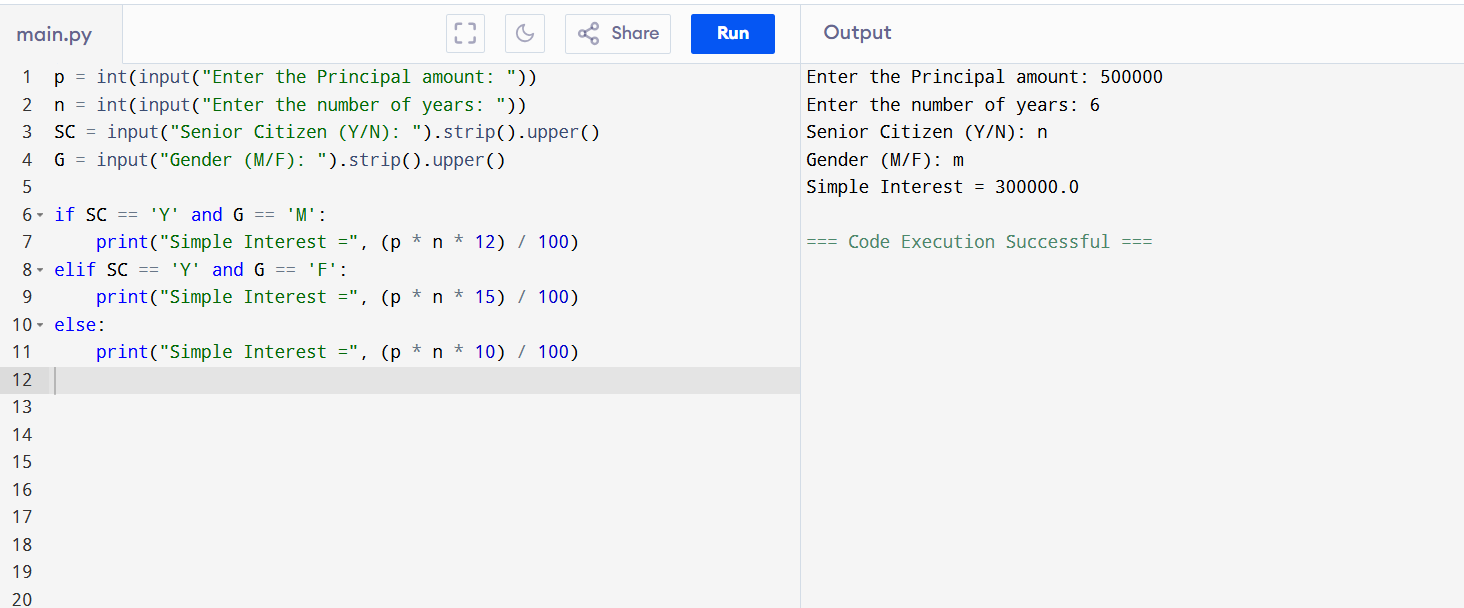 main.py
Share
Run
Output
1 p = int(input("Enter the Principal amount: "))
2 n = int(input("Enter the number of years: "))
3 SC = input("Senior Citizen (Y/N): ").strip().upper()
4 G = input("Gender (M/F): ").strip().upper()
5
6 if SC == 'Y' and G == 'M':
7     print("Simple Interest =", (p * n * 12) / 100)
8 elif SC == 'Y' and G == 'F':
9     print("Simple Interest =", (p * n * 15) / 100)
10 else:
11     print("Simple Interest =", (p * n * 10) / 100)
12
13
14
15
16
17
18
19
20
Enter the Principal amount: 500000
Enter the number of years: 6
Senior Citizen (Y/N): n
Gender (M/F): m
Simple Interest = 300000.0
=== Code Execution Successful ===